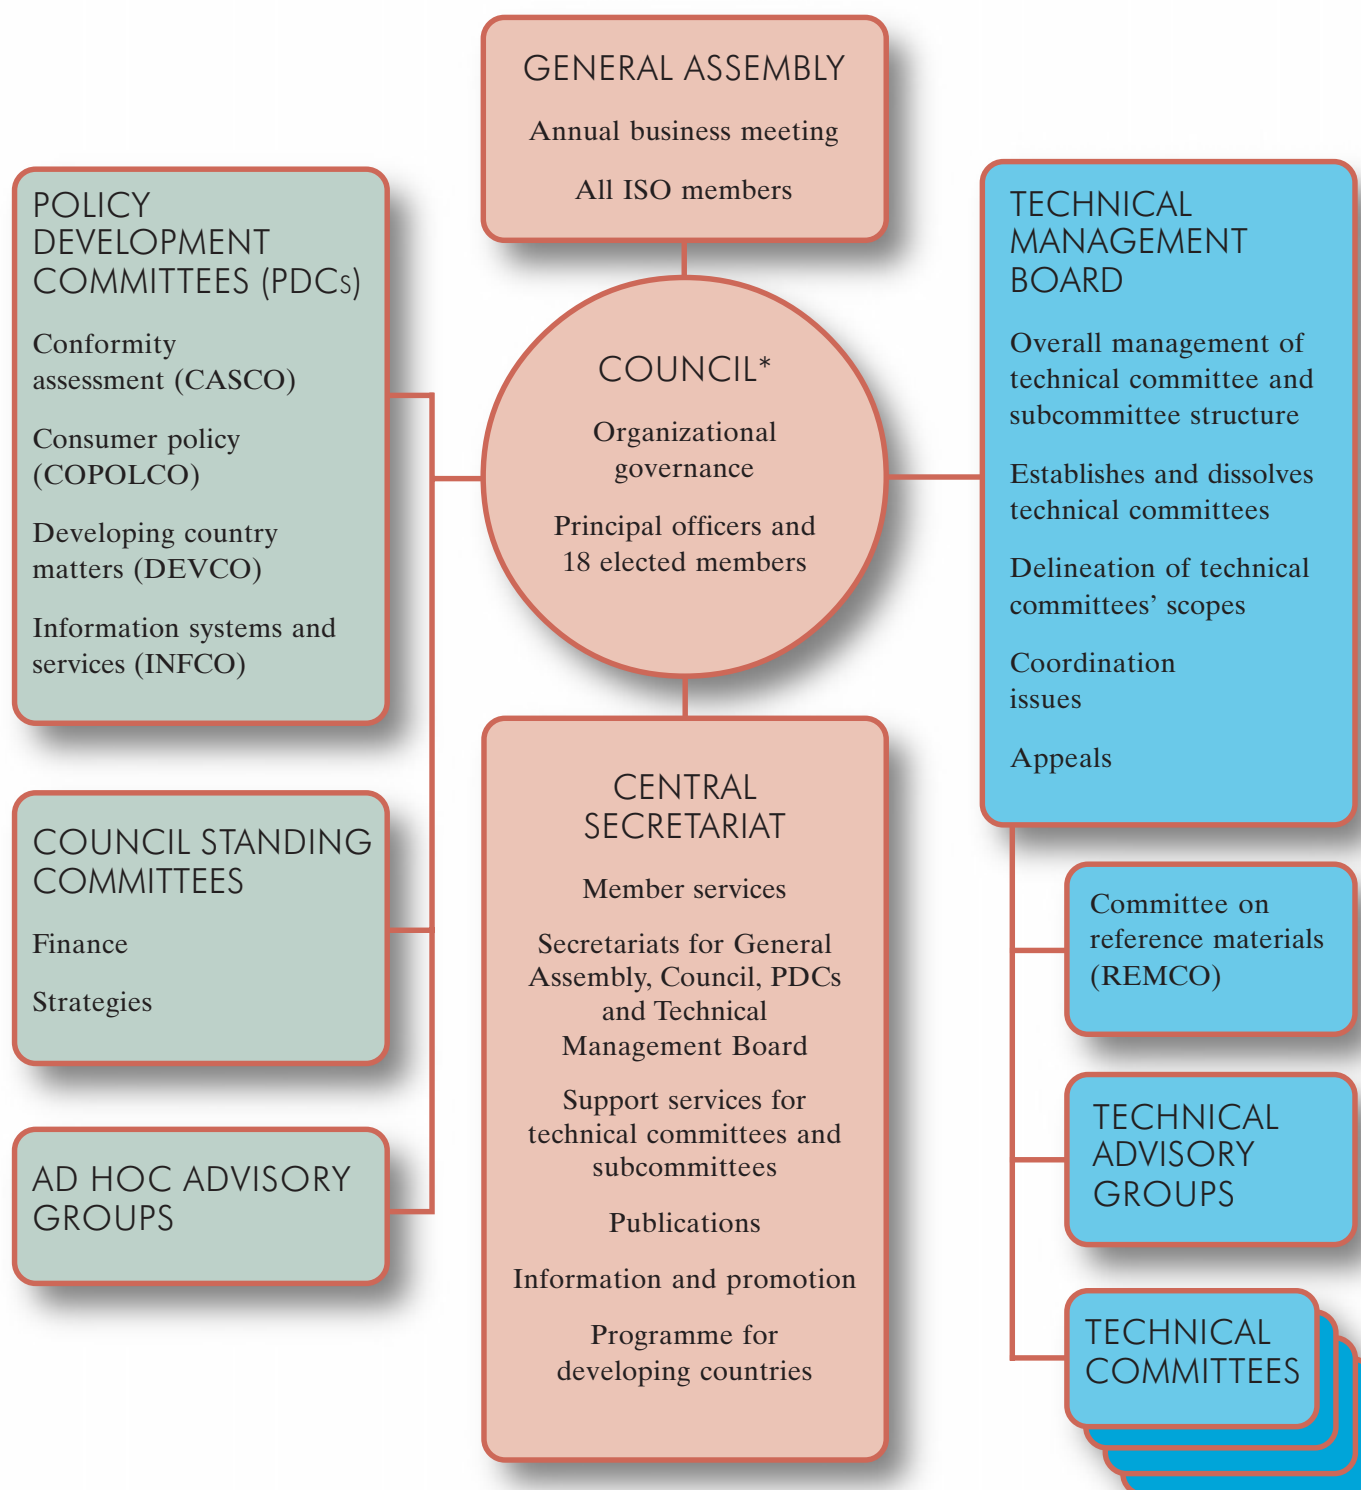 GENERAL ASSEMBLY
Annual business meeting
All ISO members
POLICY
DEVELOPMENT
COMMITTEES (PDCs)
Conformity
assessment (CASCO)
Consumer policy
(COPOLCO)
Developing country
matters (DEVCO)
Information systems and
services (INFCO)
COUNCIL*
Organizational
governance
Principal officers and
18 elected members
TECHNICAL
MANAGEMENT
BOARD
Overall management of
technical committee and
subcommittee structure
Establishes and dissolves
technical committees
Delineation of technical
committees’ scopes
Coordination
issues
Appeals
COUNCIL STANDING
COMMITTEES
Finance
Strategies
AD HOC ADVISORY
GROUPS
CENTRAL
SECRETARIAT
Member services
Secretariats for General
Assembly, Council, PDCs
and Technical
Management Board
Support services for
technical committees and
subcommittees
Publications
Information and promotion
Programme for
developing countries
Committee on
reference materials
(REMCO)
TECHNICAL
ADVISORY
GROUPS
TECHNICAL
COMMITTEES